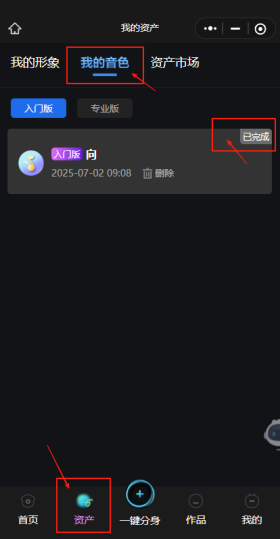 我的资产
我的形象 我的音色 资产市场
入门版 专业版
已完成
入门版 向
2025-07-02 09:08 删除
首页 资产 一键分身 作品 我的